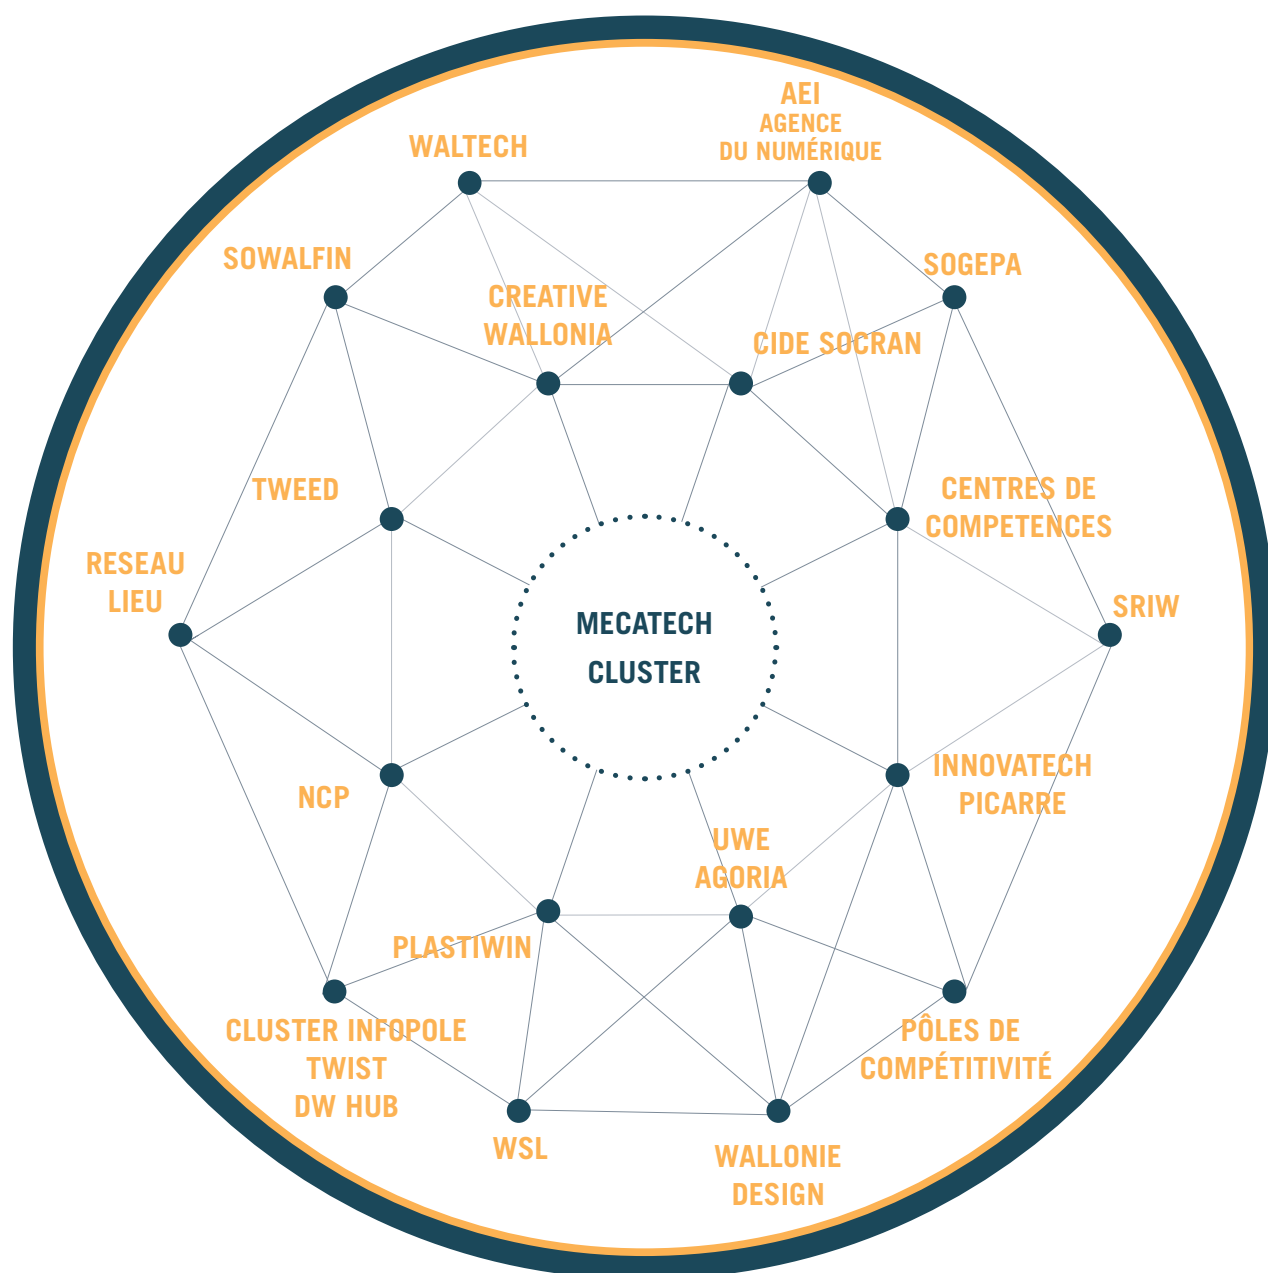 AEI
AGENCE
DU NUMÉRIQUE
WALTECH
SOWALFIN
SOGEPA
CREATIVE
WALLONIA
CIDE SOCRAN
TWEED
CENTRES DE
COMPETENCES
RESEAU
LIEU
SRIW
MECATECH
CLUSTER
INNOVATECH
PICARRE
NCP
UWE
AGORIA
PLASTIWIN
CLUSTER INFOPOLE
TWIST
DW HUB
PÔLES DE
COMPÉTITIVITÉ
WSL
WALLONIE
DESIGN